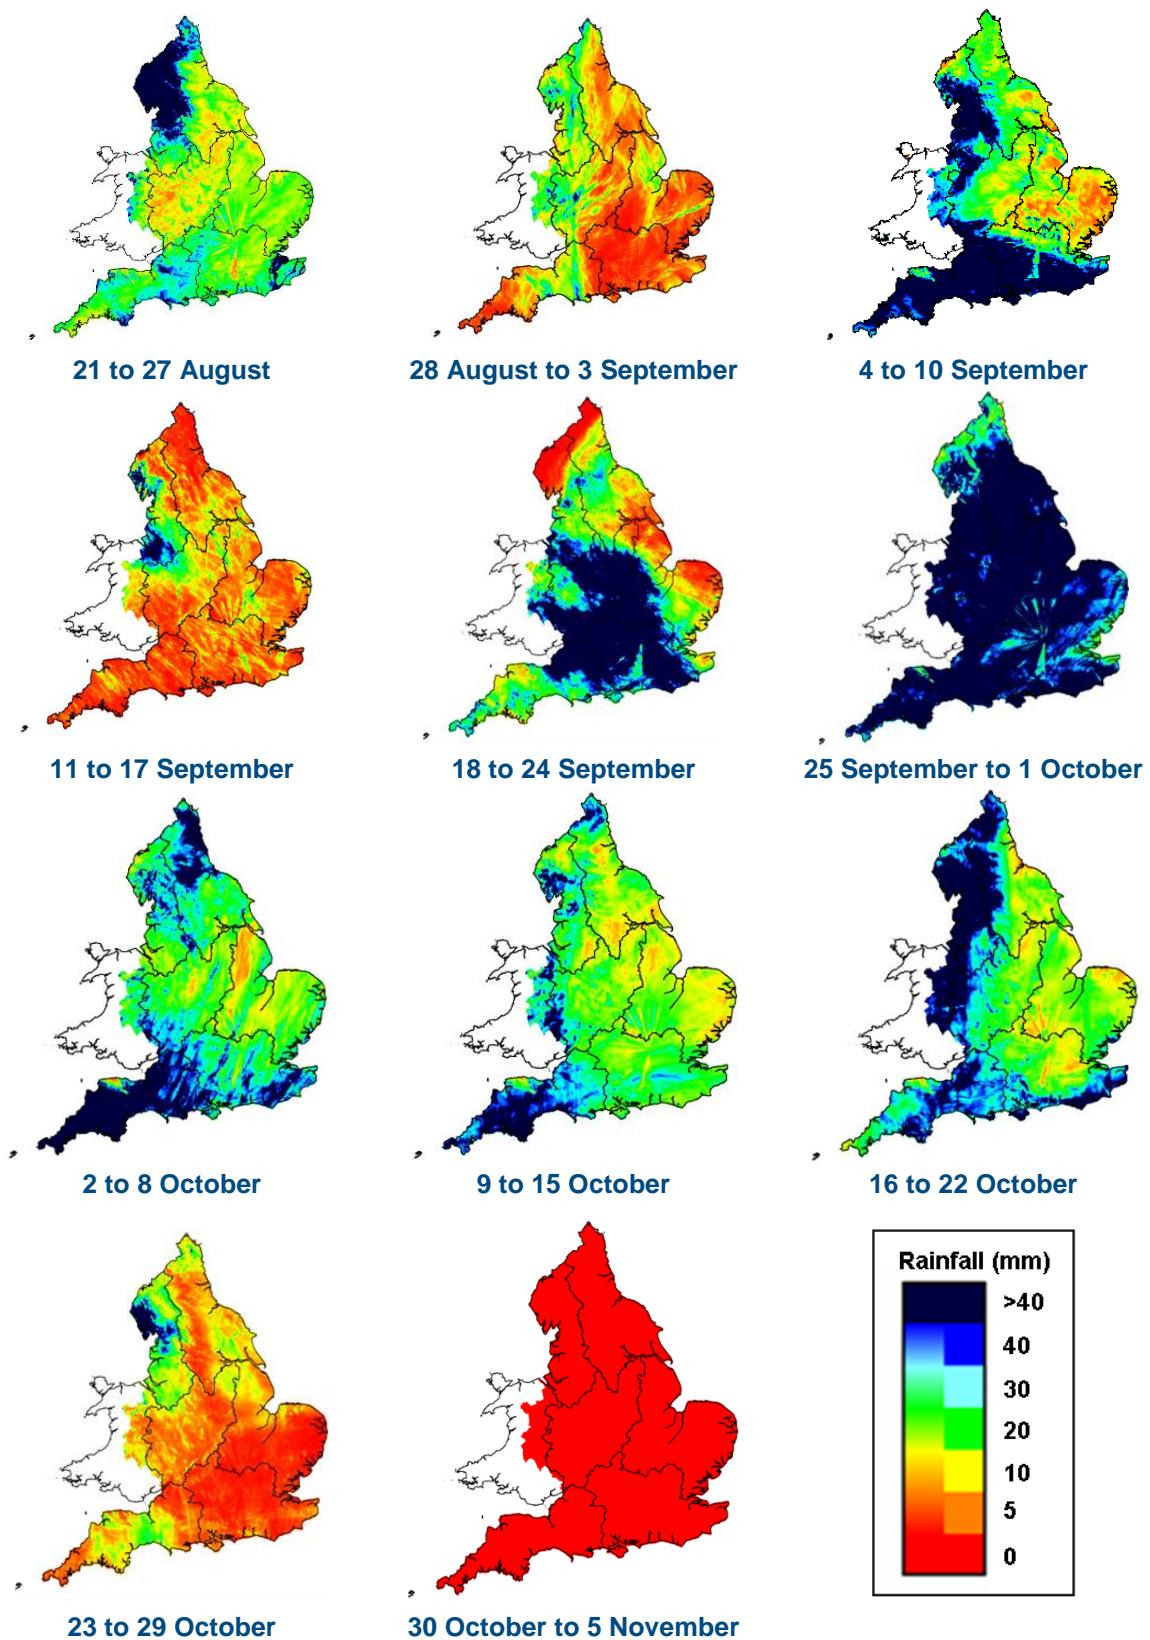 21 to 27 August
28 August to 3 September
4 to 10 September
11 to 17 September
18 to 24 September
25 September to 1 October
2 to 8 October
9 to 15 October
16 to 22 October
Rainfall (mm)
>40
40
30
20
10
5
0
23 to 29 October
30 October to 5 November